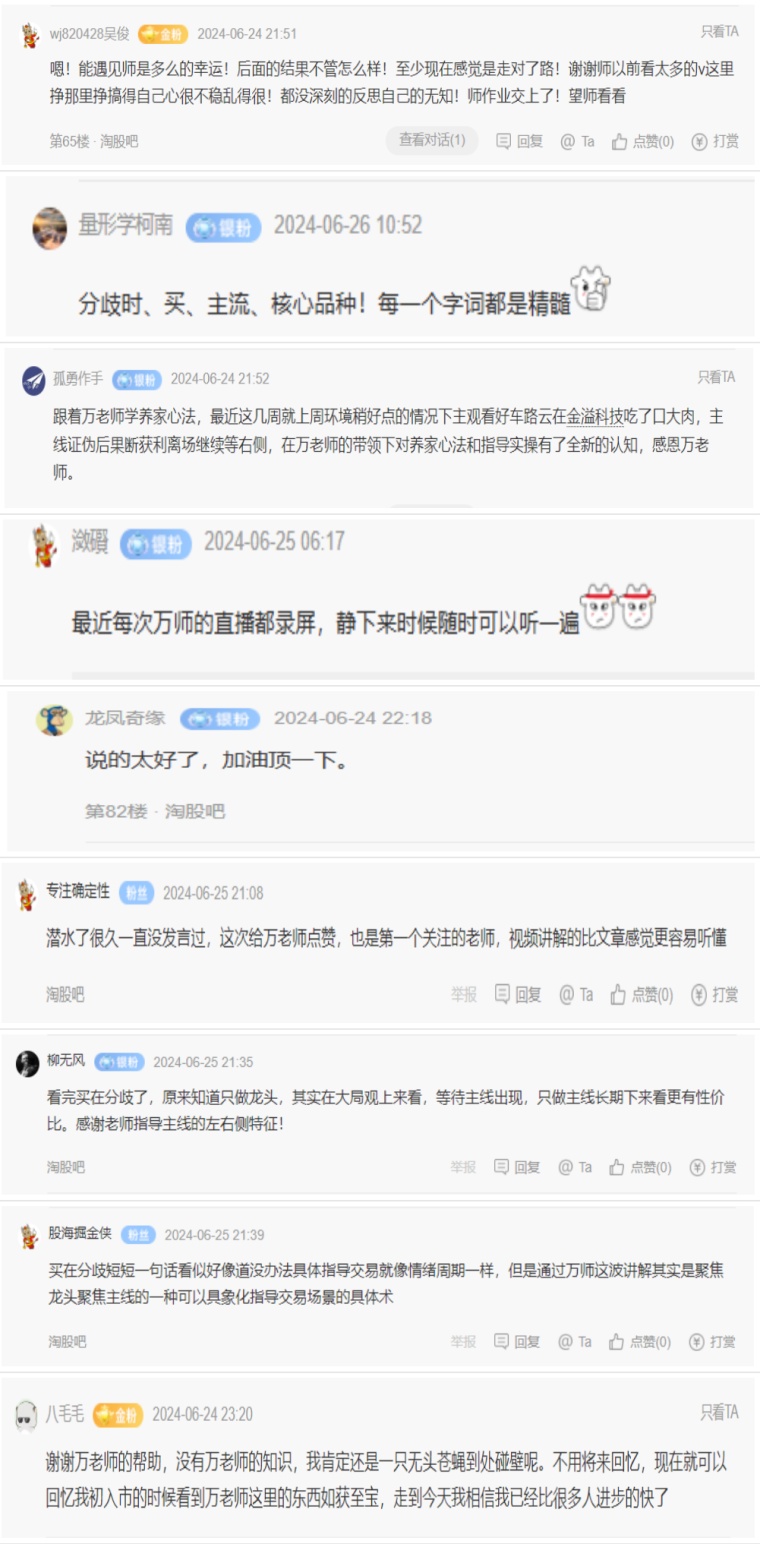 wj820428吴俊 金粉 2024-06-24 21:51 只看TA
嗯！能遇见师是多么的幸运！后面的结果不管怎么样！至少现在感觉是走对了路！谢谢师以前看太多的v这里
挣那里挣搞得自己心很不稳乱得很！都没深刻的反思自己的无知！师作业交上了！望师看看
第65楼 · 淘股吧 查看对话(1) 回复 @ Ta 点赞(0) 打赏
量形学柯南 银粉 2024-06-26 10:52
分歧时、买、主流、核心品种！每一个字词都是精髓
孤勇作手 银粉 2024-06-24 21:52 只看TA
跟着万老师学养家心法，最近这几周就上周环境稍好点的情况下主观看好车路云在金溢科技吃了口大肉，主
线证伪后果断获利离场继续等右侧，在万老师的带领下对养家心法和指导实操有了全新的认知，感恩万老
师。
银粉 2024-06-25 06:17
最近每次万师的直播都录屏，静下来时候随时可以听一遍
龙凤奇缘 银粉 2024-06-24 22:18
说的太好了，加油顶一下。
第82楼 · 淘股吧
专注确定性 粉丝 2024-06-25 21:08
潜水了很久一直没发言过，这次给万老师点赞，也是第一个关注的老师，视频讲解的比文章感觉更容易听懂
淘股吧 举报 回复 @ Ta 点赞(0) 打赏
柳无风 银粉 2024-06-25 21:35
看完买在分歧了，原来知道只做龙头，其实在大局观上来看，等待主线出现，只做主线长期下来看更有性价
比。感谢老师指导主线的左右侧特征！
淘股吧 举报 回复 @ Ta 点赞(0) 打赏
股海掘金侠 粉丝 2024-06-25 21:39
买在分歧短短一句话看似好像道没办法具体指导交易就像情绪周期一样，但是通过万师这波讲解其实是聚焦
龙头聚焦主线的一种可以具象化指导交易场景的具体术
淘股吧 举报 回复 @ Ta 点赞(0) 打赏
八毛毛 金粉 2024-06-24 23:20 只看TA
谢谢万老师的帮助，没有万老师的知识，我肯定还是一只无头苍蝇到处碰壁呢。不用将来回忆，现在就可以
回忆我初入市的时候看到万老师这里的东西如获至宝，走到今天我相信我已经比很多人进步的快了